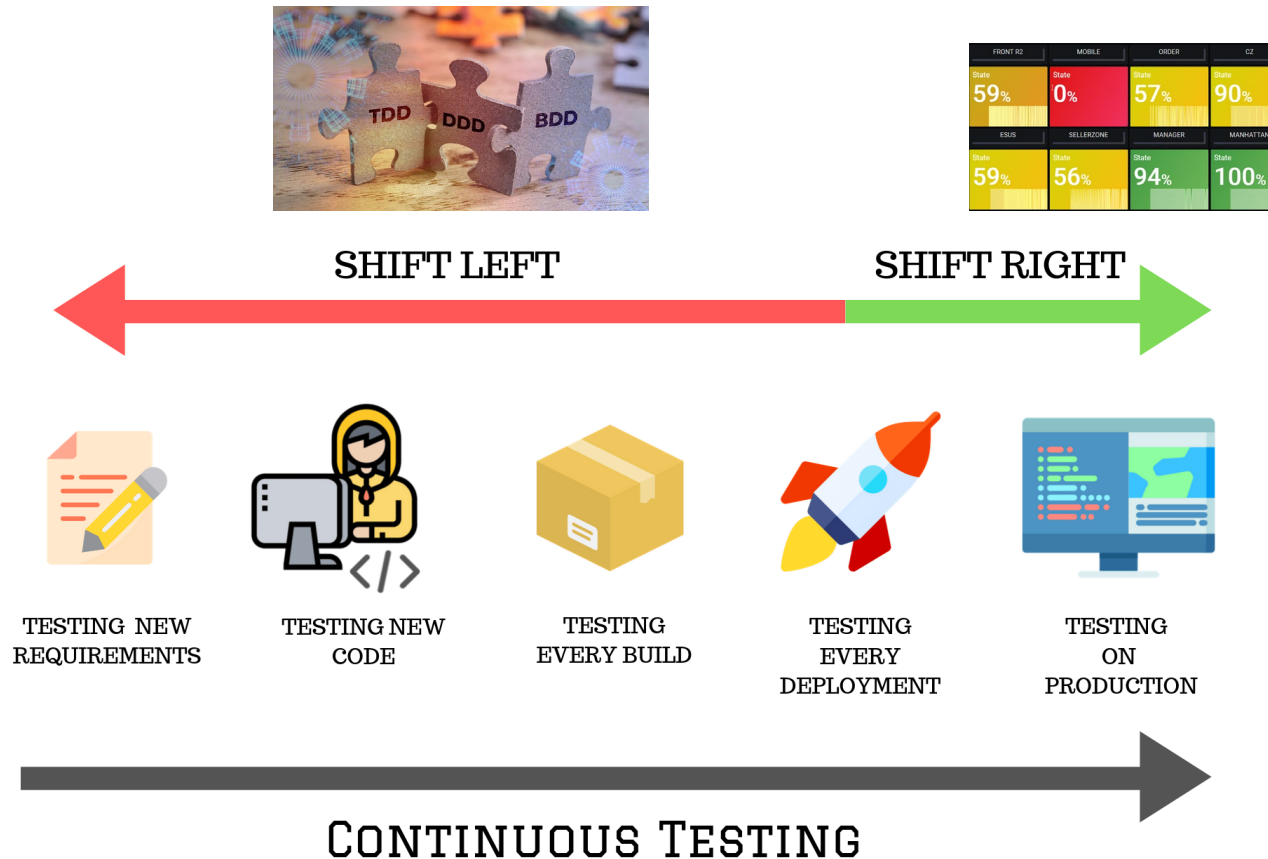 TDD
DDD
BDD
FRONT R2
MOBILE
ORDER
CZ
State
59%
State
0%
State
57%
State
90%
ESUS
SELLERZONE
MANAGER
MANHATTAN
State
59%
State
56%
State
94%
State
100%
SHIFT LEFT
SHIFT RIGHT
</>
TESTING NEW
REQUIREMENTS
TESTING NEW
CODE
TESTING
EVERY BUILD
TESTING
EVERY
DEPLOYMENT
TESTING
ON
PRODUCTION
CONTINUOUS TESTING